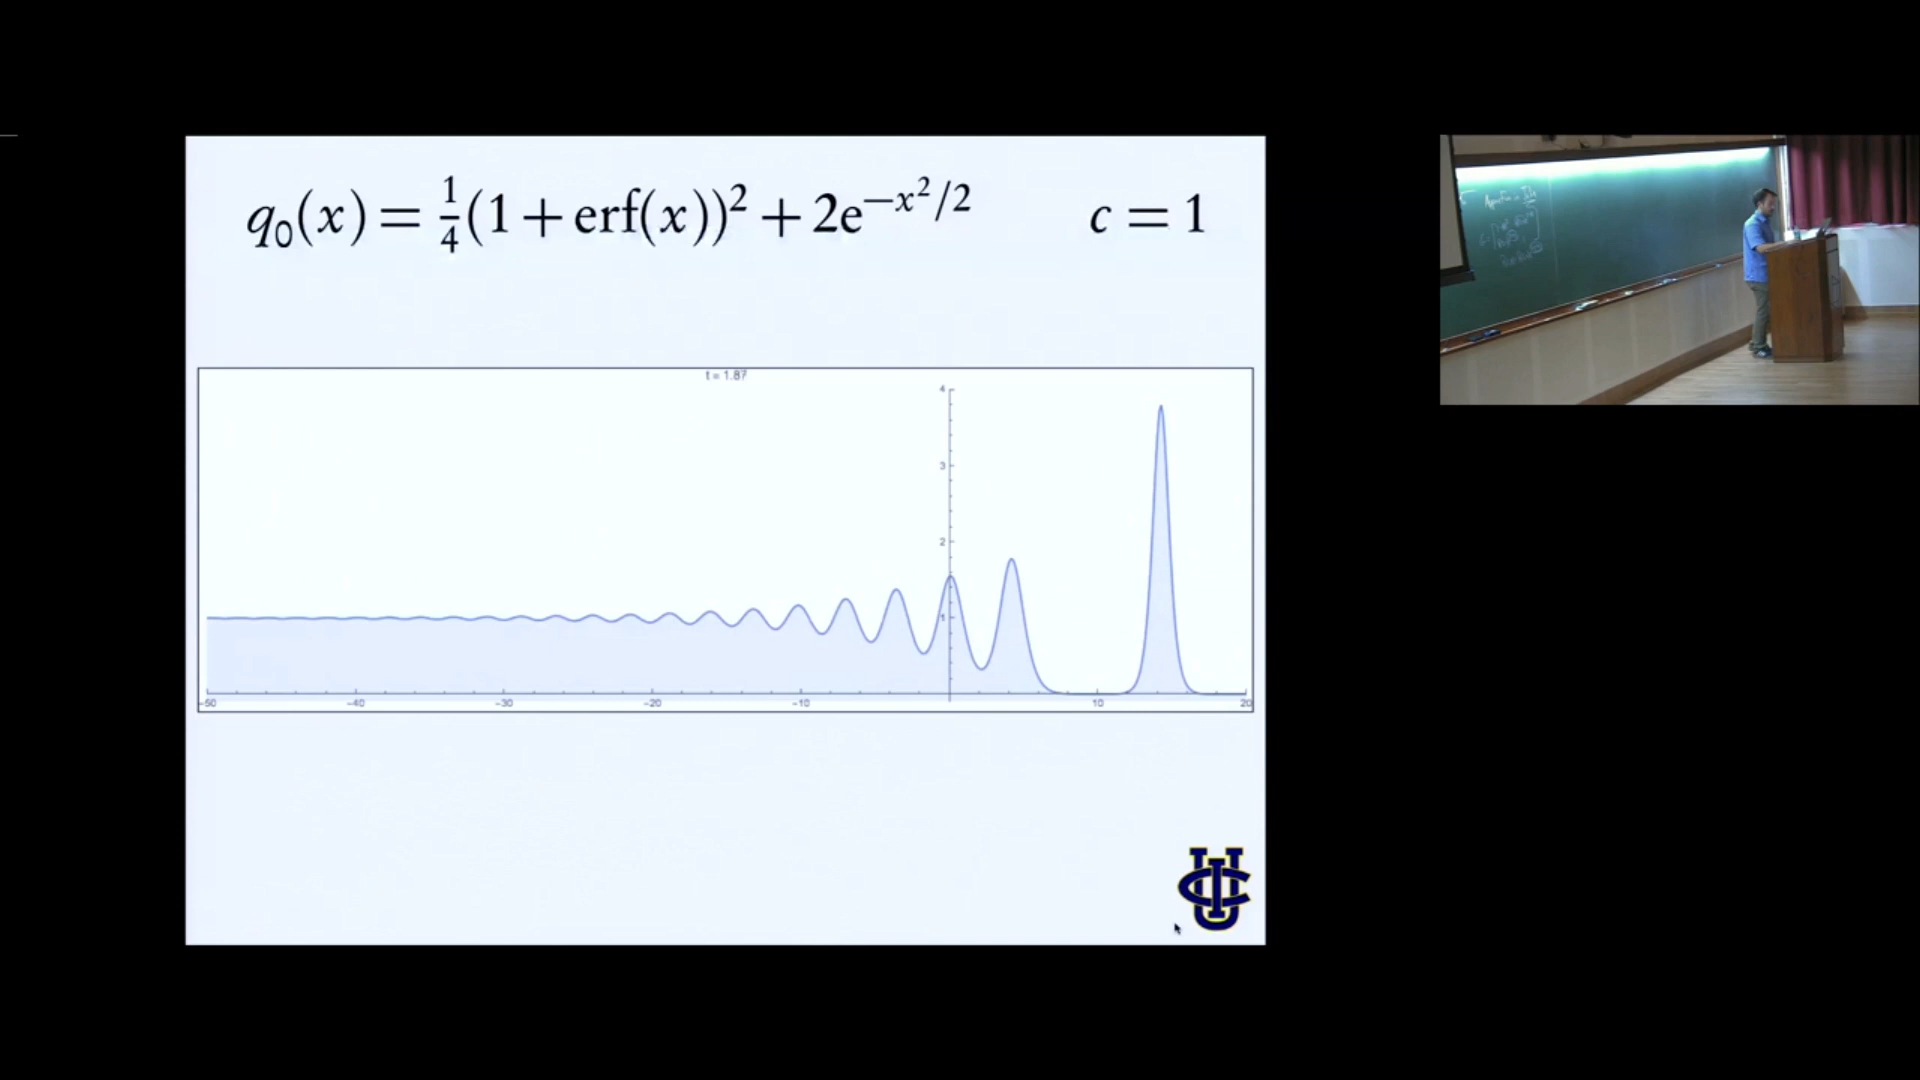 q₀(x) = ¼(1 + erf(x))² + 2e^{−x²/2} c = 1
t = 1.87
4
3
2
1
−50 −40 −30 −20 −10 10 20
UCI